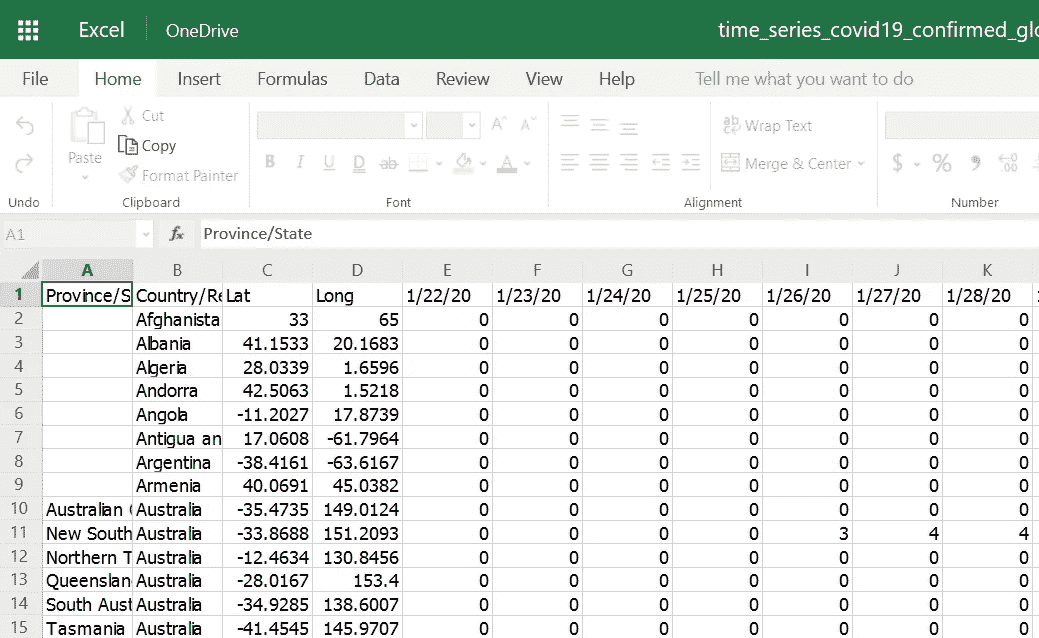 Excel OneDrive time_series_covid19_confirmed_glo
File Home Insert Formulas Data Review View Help Tell me what you want to do
Paste
Cut
Copy
Format Painter
B I U D ab A A A
ab Wrap Text
Merge & Center
$ % 9 .00
Undo Clipboard Font Alignment Number
A1 fx Province/State
A B C D E F G H I J K
1 Province/S Country/Re Lat Long 1/22/20 1/23/20 1/24/20 1/25/20 1/26/20 1/27/20 1/28/20
2 Afghanista 33 65 0 0 0 0 0 0 0
3 Albania 41.1533 20.1683 0 0 0 0 0 0 0
4 Algeria 28.0339 1.6596 0 0 0 0 0 0 0
5 Andorra 42.5063 1.5218 0 0 0 0 0 0 0
6 Angola -11.2027 17.8739 0 0 0 0 0 0 0
7 Antigua an 17.0608 -61.7964 0 0 0 0 0 0 0
8 Argentina -38.4161 -63.6167 0 0 0 0 0 0 0
9 Armenia 40.0691 45.0382 0 0 0 0 0 0 0
10 Australian Australia -35.4735 149.0124 0 0 0 0 0 0 0
11 New South Australia -33.8688 151.2093 0 0 0 0 3 4 4
12 Northern T Australia -12.4634 130.8456 0 0 0 0 0 0 0
13 Queenslan Australia -28.0167 153.4 0 0 0 0 0 0 0
14 South Aust Australia -34.9285 138.6007 0 0 0 0 0 0 0
15 Tasmania Australia -41.4545 145.9707 0 0 0 0 0 0 0